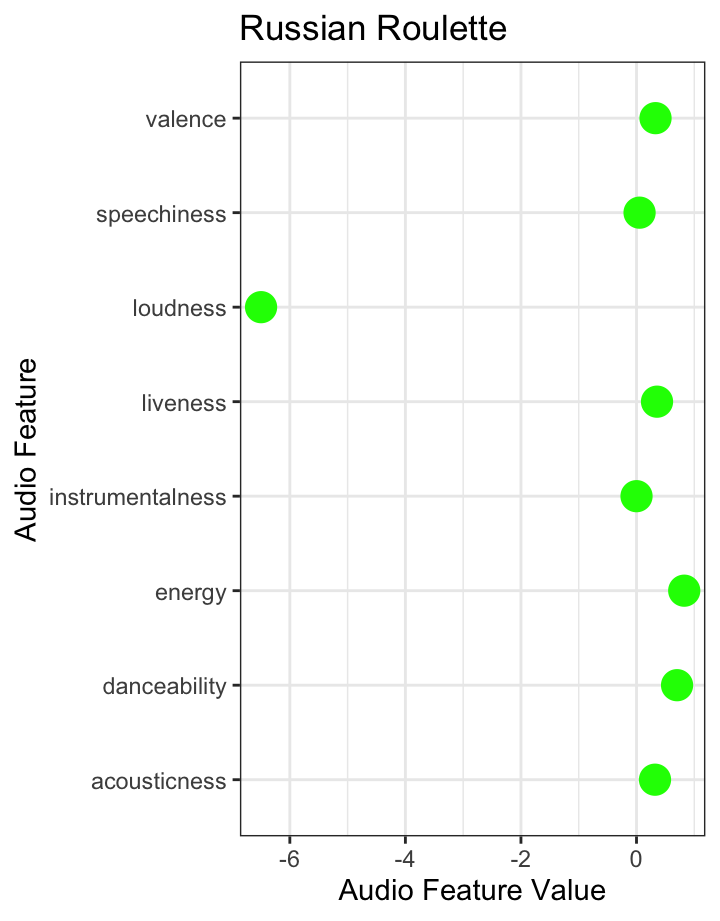 Russian Roulette
valence
speechiness
loudness
liveness
instrumentalness
energy
danceability
acousticness
Audio Feature
-6
-4
-2
0
Audio Feature Value